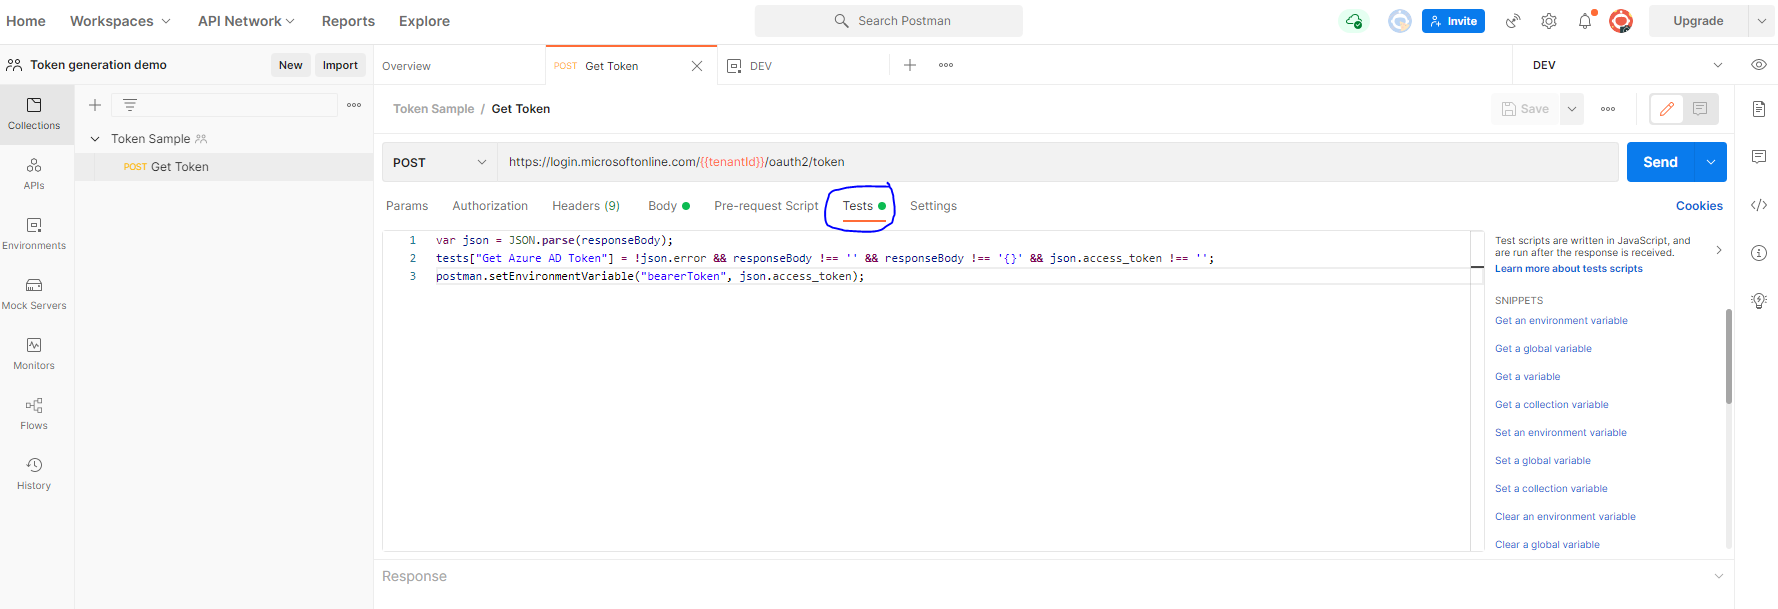 Home Workspaces API Network Reports Explore Search Postman Invite Upgrade
Token generation demo New Import Overview POST Get Token DEV DEV
Collections
APIs
Environments
Mock Servers
Monitors
Flows
History
Token Sample
POST Get Token
Token Sample / Get Token Save
POST https://login.microsoftonline.com/{{tenantId}}/oauth2/token Send
Params Authorization Headers (9) Body Pre-request Script Tests Settings Cookies
1 var json = JSON.parse(responseBody);
2 tests["Get Azure AD Token"] = !json.error && responseBody !== '' && responseBody !== '{}' && json.access_token !== '';
3 postman.setEnvironmentVariable("bearerToken", json.access_token);
Test scripts are written in JavaScript, and
are run after the response is received.
Learn more about tests scripts
SNIPPETS
Get an environment variable
Get a global variable
Get a variable
Get a collection variable
Set an environment variable
Set a global variable
Set a collection variable
Clear an environment variable
Clear a global variable
Response